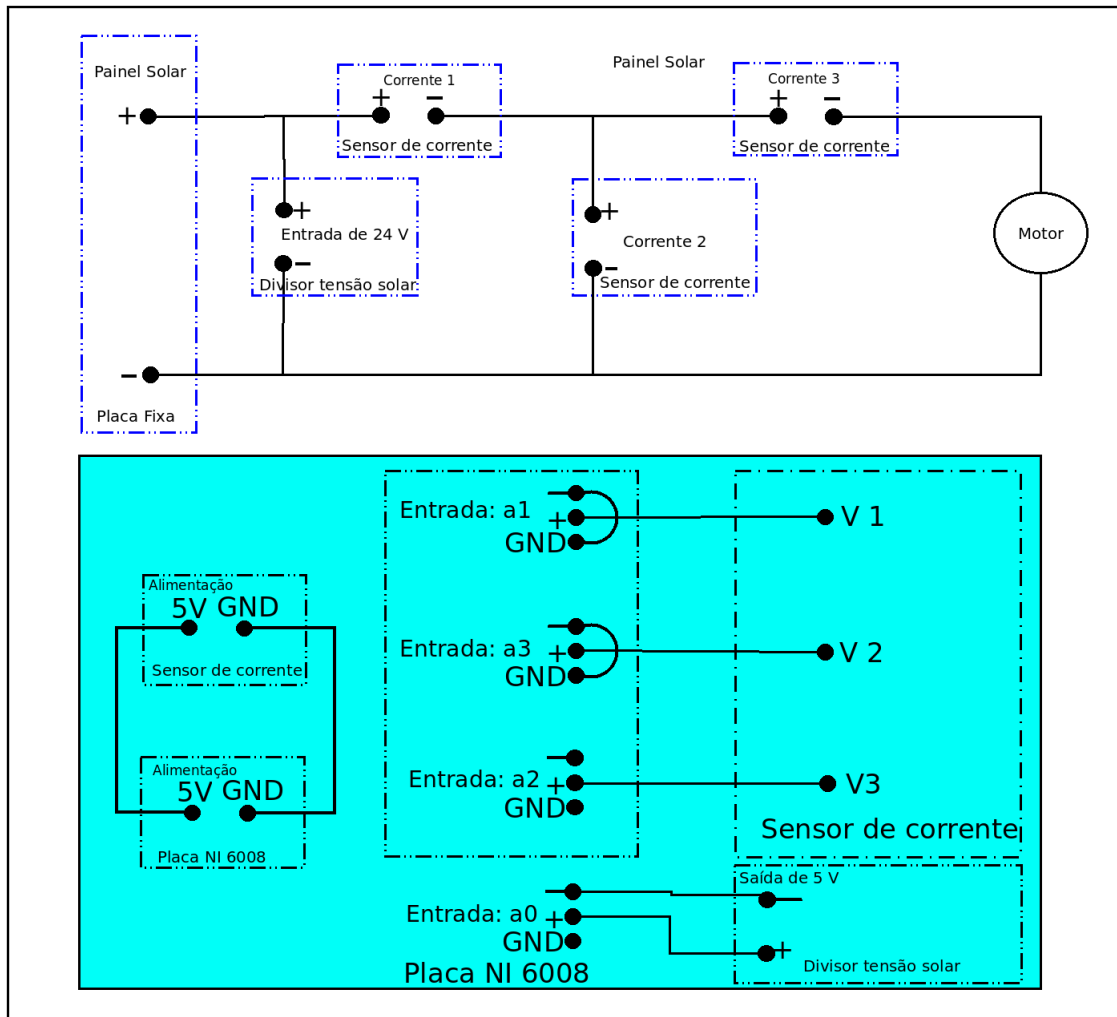 Painel Solar
+
−
Placa Fixa
Corrente 1
+ −
Sensor de corrente
Painel Solar
Corrente 3
+ −
Sensor de corrente
+
Entrada de 24 V
−
Divisor tensão solar
+
Corrente 2
−
Sensor de corrente
Motor
Alimentação
5V GND
Sensor de corrente
Alimentação
5V GND
Placa NI 6008
−
Entrada: a1
+
GND
V 1
−
Entrada: a3
+
GND
V 2
−
Entrada: a2
+
GND
V3
Sensor de corrente
−
Entrada: a0
+
GND
Placa NI 6008
Saída de 5 V
−
+
Divisor tensão solar